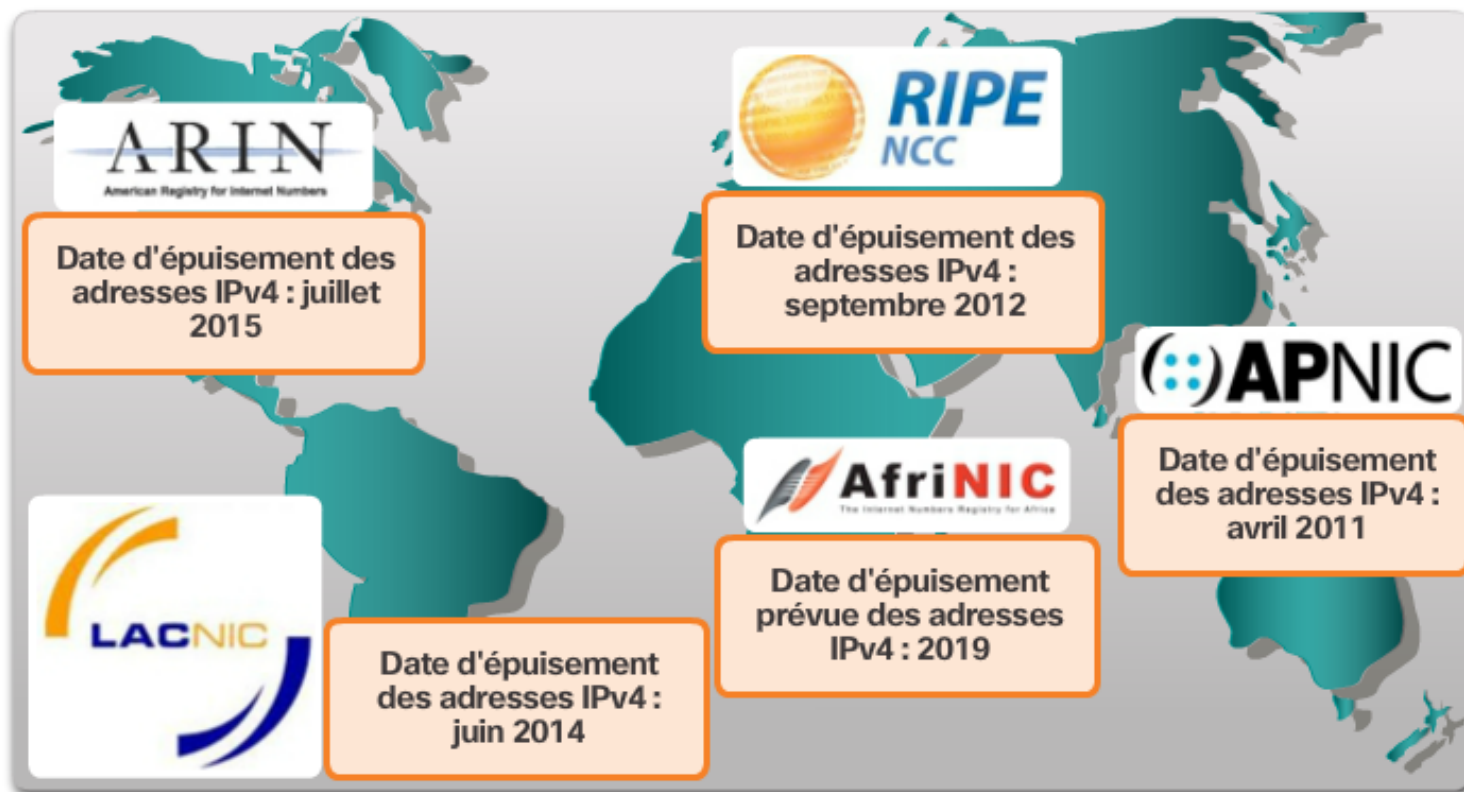 ARIN
American Registry for Internet Numbers
Date d'épuisement des
adresses IPv4 : juillet
2015
RIPE
NCC
Date d'épuisement des
adresses IPv4 :
septembre 2012
APNIC
Date d'épuisement
des adresses IPv4 :
avril 2011
AfriNIC
The Internet Numbers Registry for Africa
Date d'épuisement
prévue des adresses
IPv4 : 2019
LACNIC
Date d'épuisement
des adresses IPv4 :
juin 2014